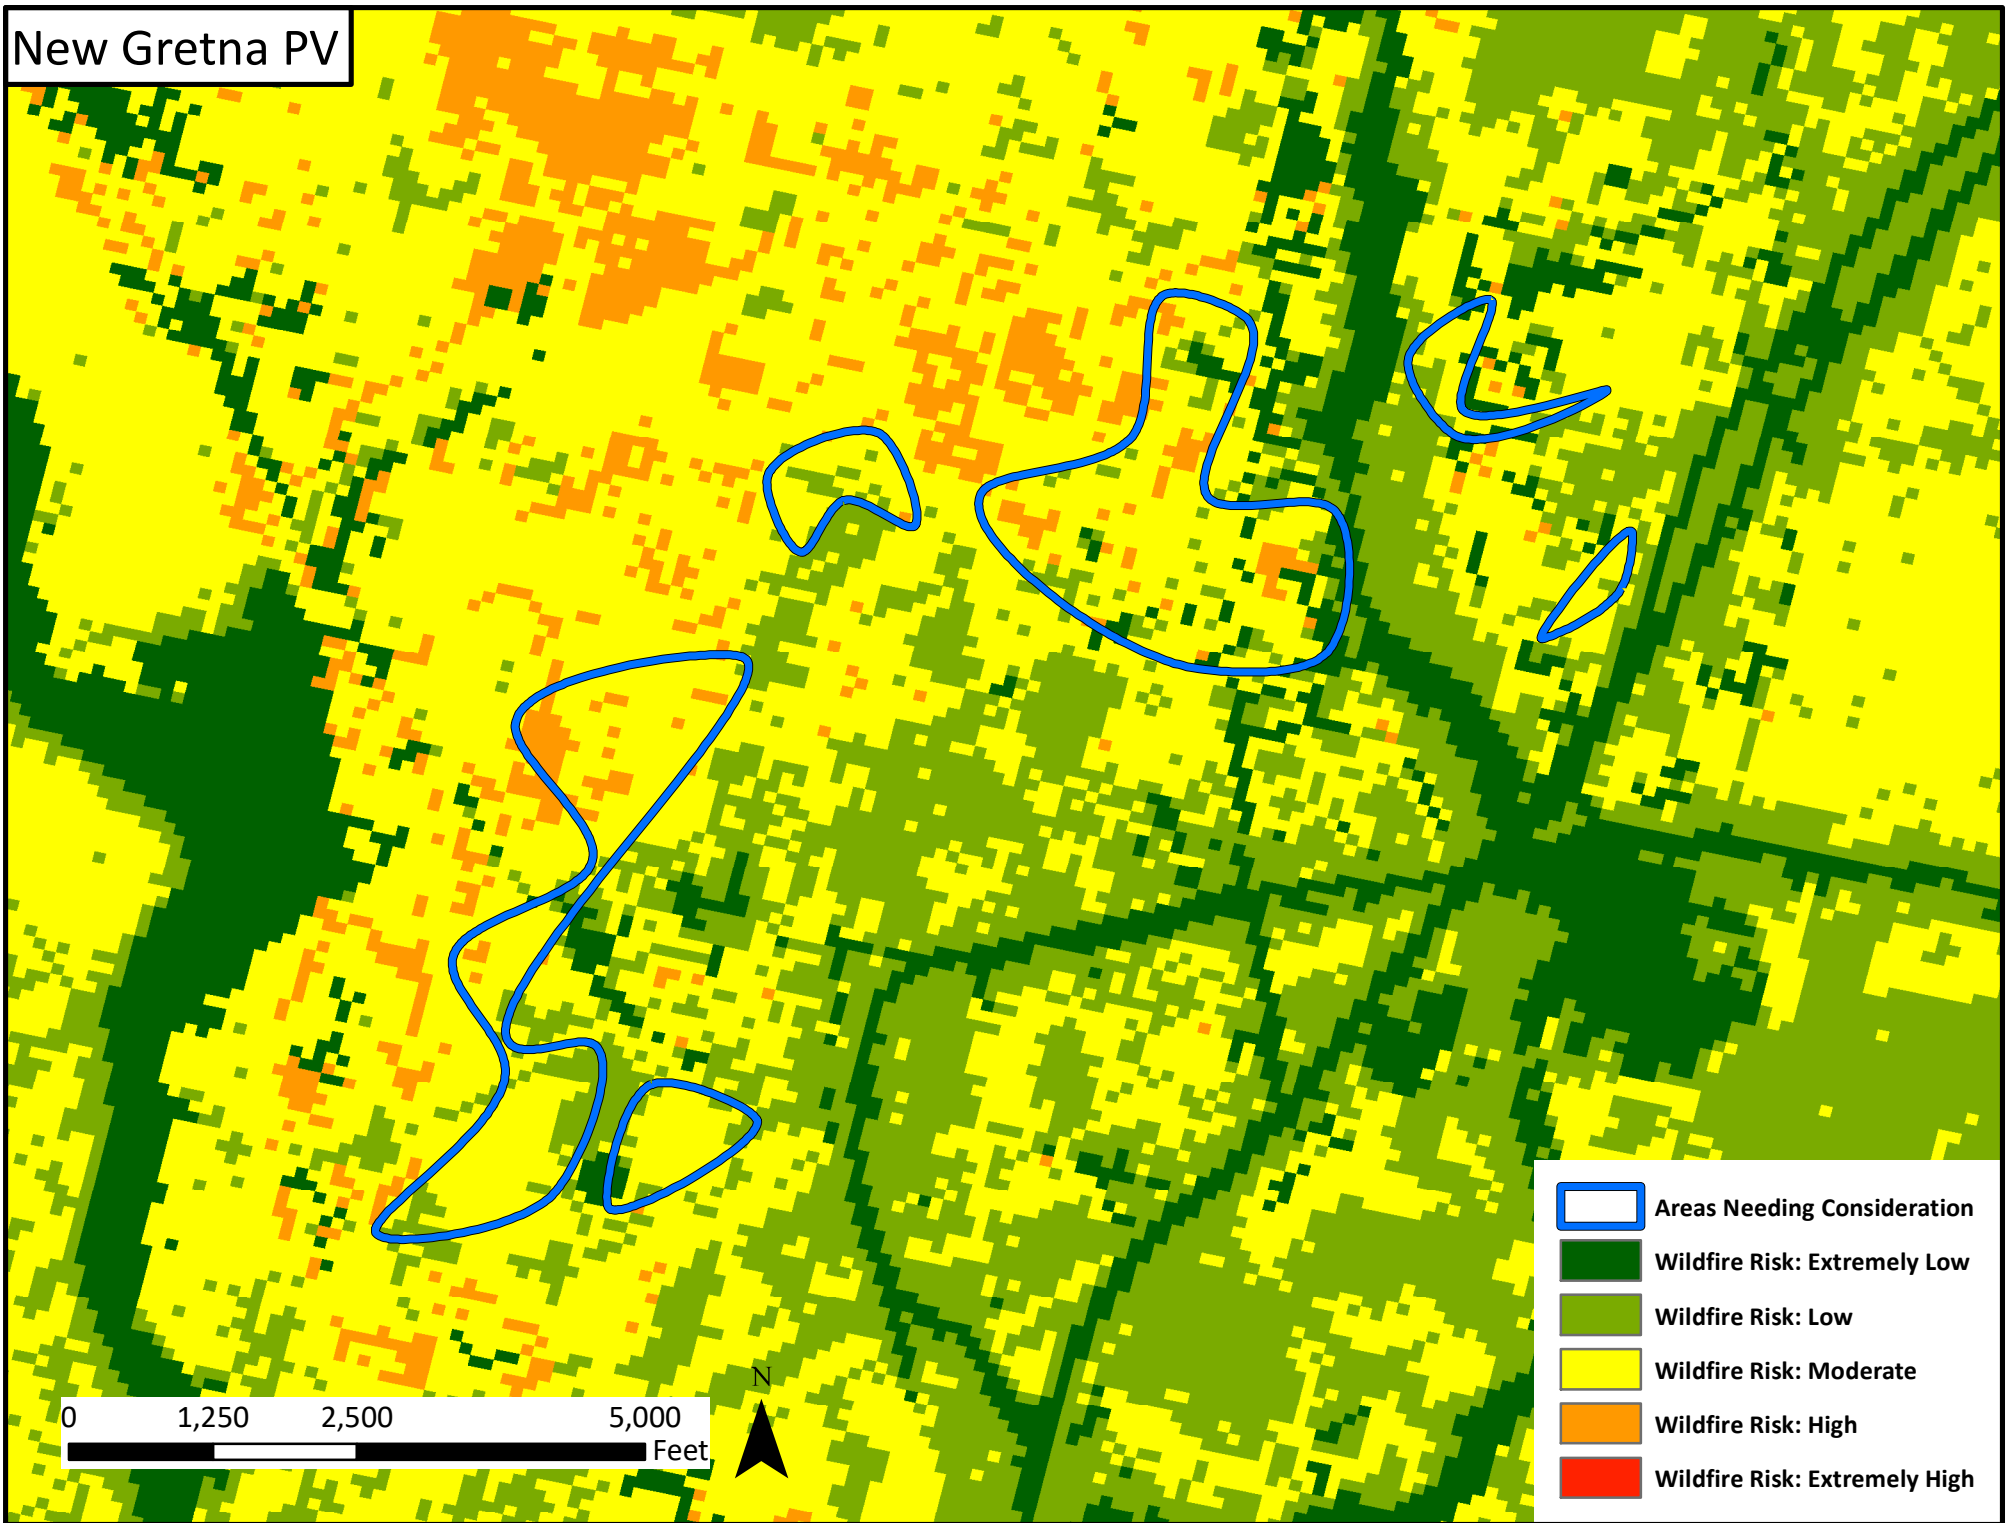 New Gretna PV
Areas Needing Consideration
Wildfire Risk: Extremely Low
Wildfire Risk: Low
Wildfire Risk: Moderate
Wildfire Risk: High
Wildfire Risk: Extremely High
N
0 1,250 2,500 5,000
Feet